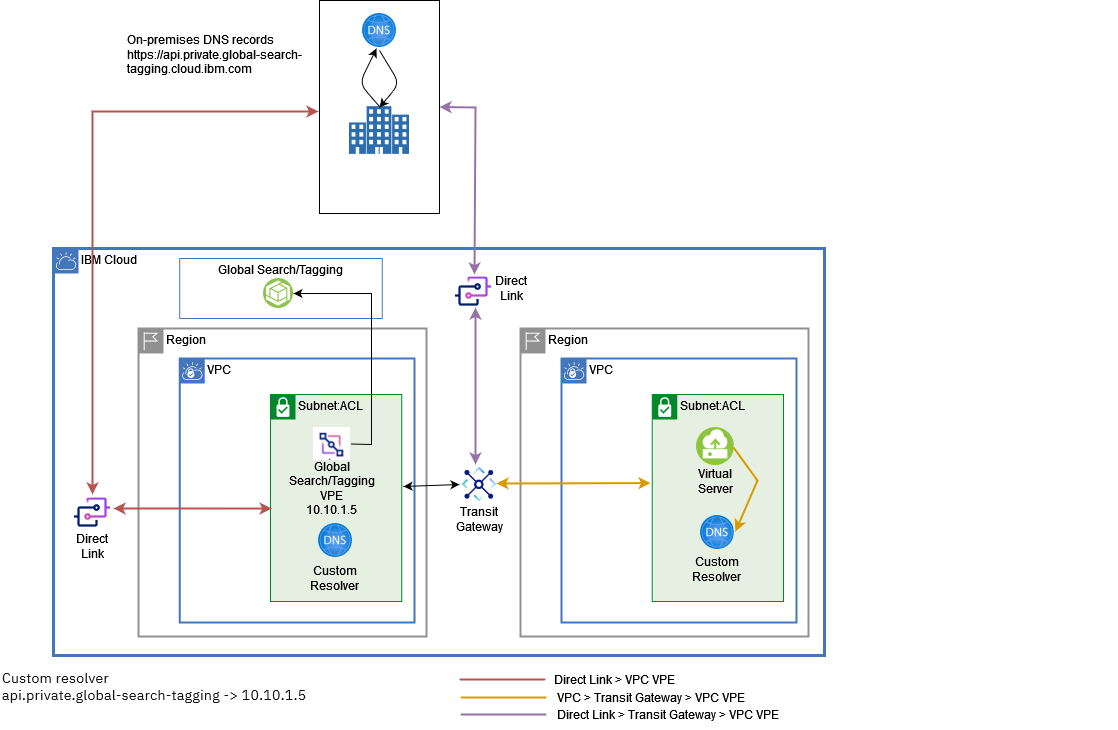 DNS
On-premises DNS records
https://api.private.global-search-
tagging.cloud.ibm.com
IBM Cloud
Global Search/Tagging
Direct
Link
Region
VPC
Subnet:ACL
Global
Search/Tagging
VPE
10.10.1.5
DNS
Custom
Resolver
Direct
Link
Transit
Gateway
Region
VPC
Subnet:ACL
Virtual
Server
DNS
Custom
Resolver
Custom resolver
api.private.global-search-tagging -> 10.10.1.5
Direct Link > VPC VPE
VPC > Transit Gateway > VPC VPE
Direct Link > Transit Gateway > VPC VPE